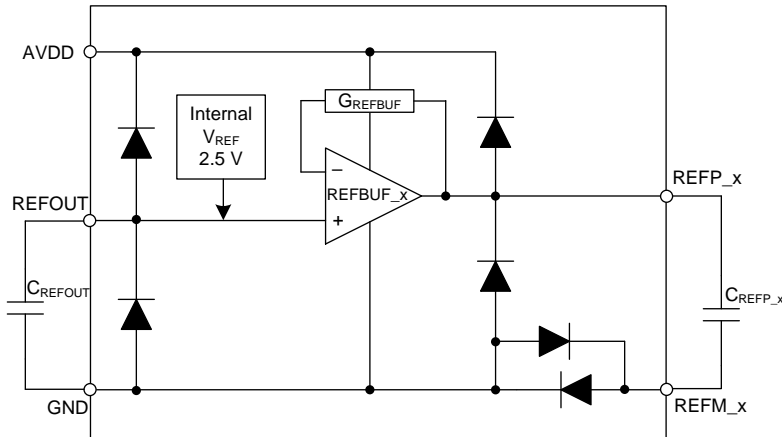 AVDD
Internal
VREF
2.5 V
GREFBUF
−
REFBUF_x
+
REFOUT
REFP_x
CREFOUT
CREFP_x
GND
REFM_x